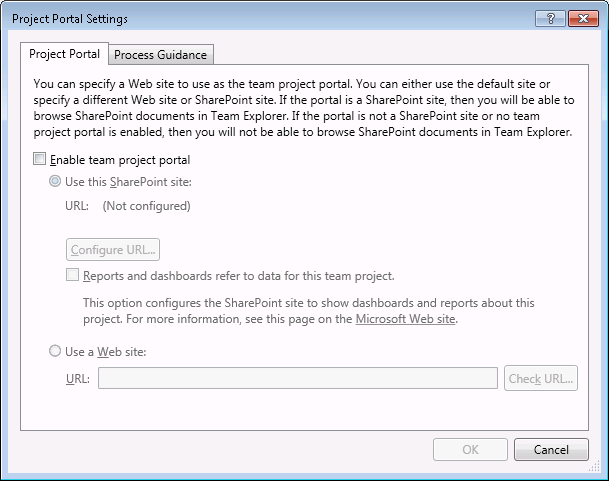 Project Portal Settings
Project Portal
Process Guidance
You can specify a Web site to use as the team project portal. You can either use the default site or
specify a different Web site or SharePoint site. If the portal is a SharePoint site, then you will be able to
browse SharePoint documents in Team Explorer. If the portal is not a SharePoint site or no team
project portal is enabled, then you will not be able to browse SharePoint documents in Team Explorer.
Enable team project portal
Use this SharePoint site:
URL: (Not configured)
Configure URL...
Reports and dashboards refer to data for this team project.
This option configures the SharePoint site to show dashboards and reports about this
project. For more information, see this page on the Microsoft Web site.
Use a Web site:
URL:
Check URL...
OK
Cancel